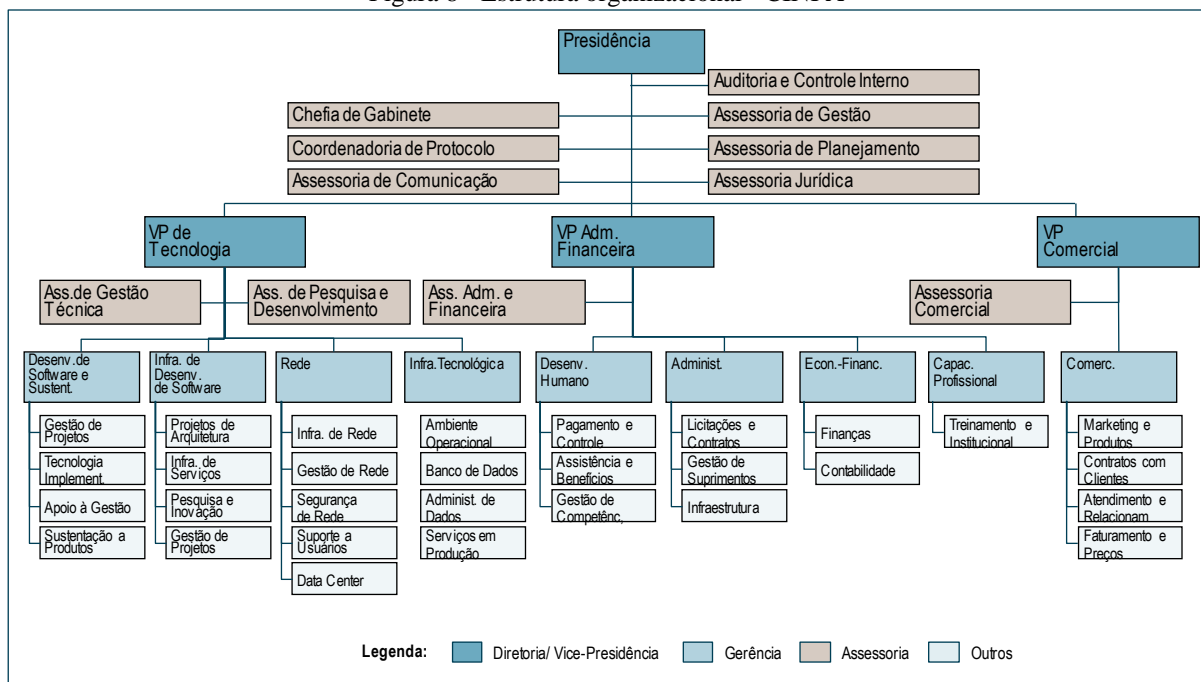 Presidência
Auditoria e Controle Interno
Chefia de Gabinete
Assessoria de Gestão
Coordenadoria de Protocolo
Assessoria de Planejamento
Assessoria de Comunicação
Assessoria Jurídica
VP de
Tecnologia
VP Adm.
Financeira
VP
Comercial
Ass.de Gestão
Técnica
Ass. de Pesquisa e
Desenvolvimento
Ass. Adm. e
Financeira
Assessoria
Comercial
Desenv.de
Software e
Sustent.
Infra. de
Desenv.
de Software
Rede
Infra.Tecnológica
Desenv.
Humano
Administ.
Econ.-Financ.
Capac.
Profissional
Comerc.
Gestão de
Projetos
Tecnologia
Implement.
Apoio à Gestão
Sustentação a
Produtos
Projetos de
Arquitetura
Infra. de
Serviços
Pesquisa e
Inovação
Gestão de
Projetos
Infra. de Rede
Gestão de Rede
Segurança
de Rede
Suporte a
Usuários
Data Center
Ambiente
Operacional
Banco de Dados
Administ. de
Dados
Serviços em
Produção
Pagamento e
Controle
Assistência e
Benefícios
Gestão de
Competênc,
Licitações e
Contratos
Gestão de
Suprimentos
Infraestrutura
Finanças
Contabilidade
Treinamento e
Institucional
Marketing e
Produtos
Contratos com
Clientes
Atendimento e
Relacionam
Faturamento e
Preços
Legenda:
Diretoria/ Vice-Presidência
Gerência
Assessoria
Outros